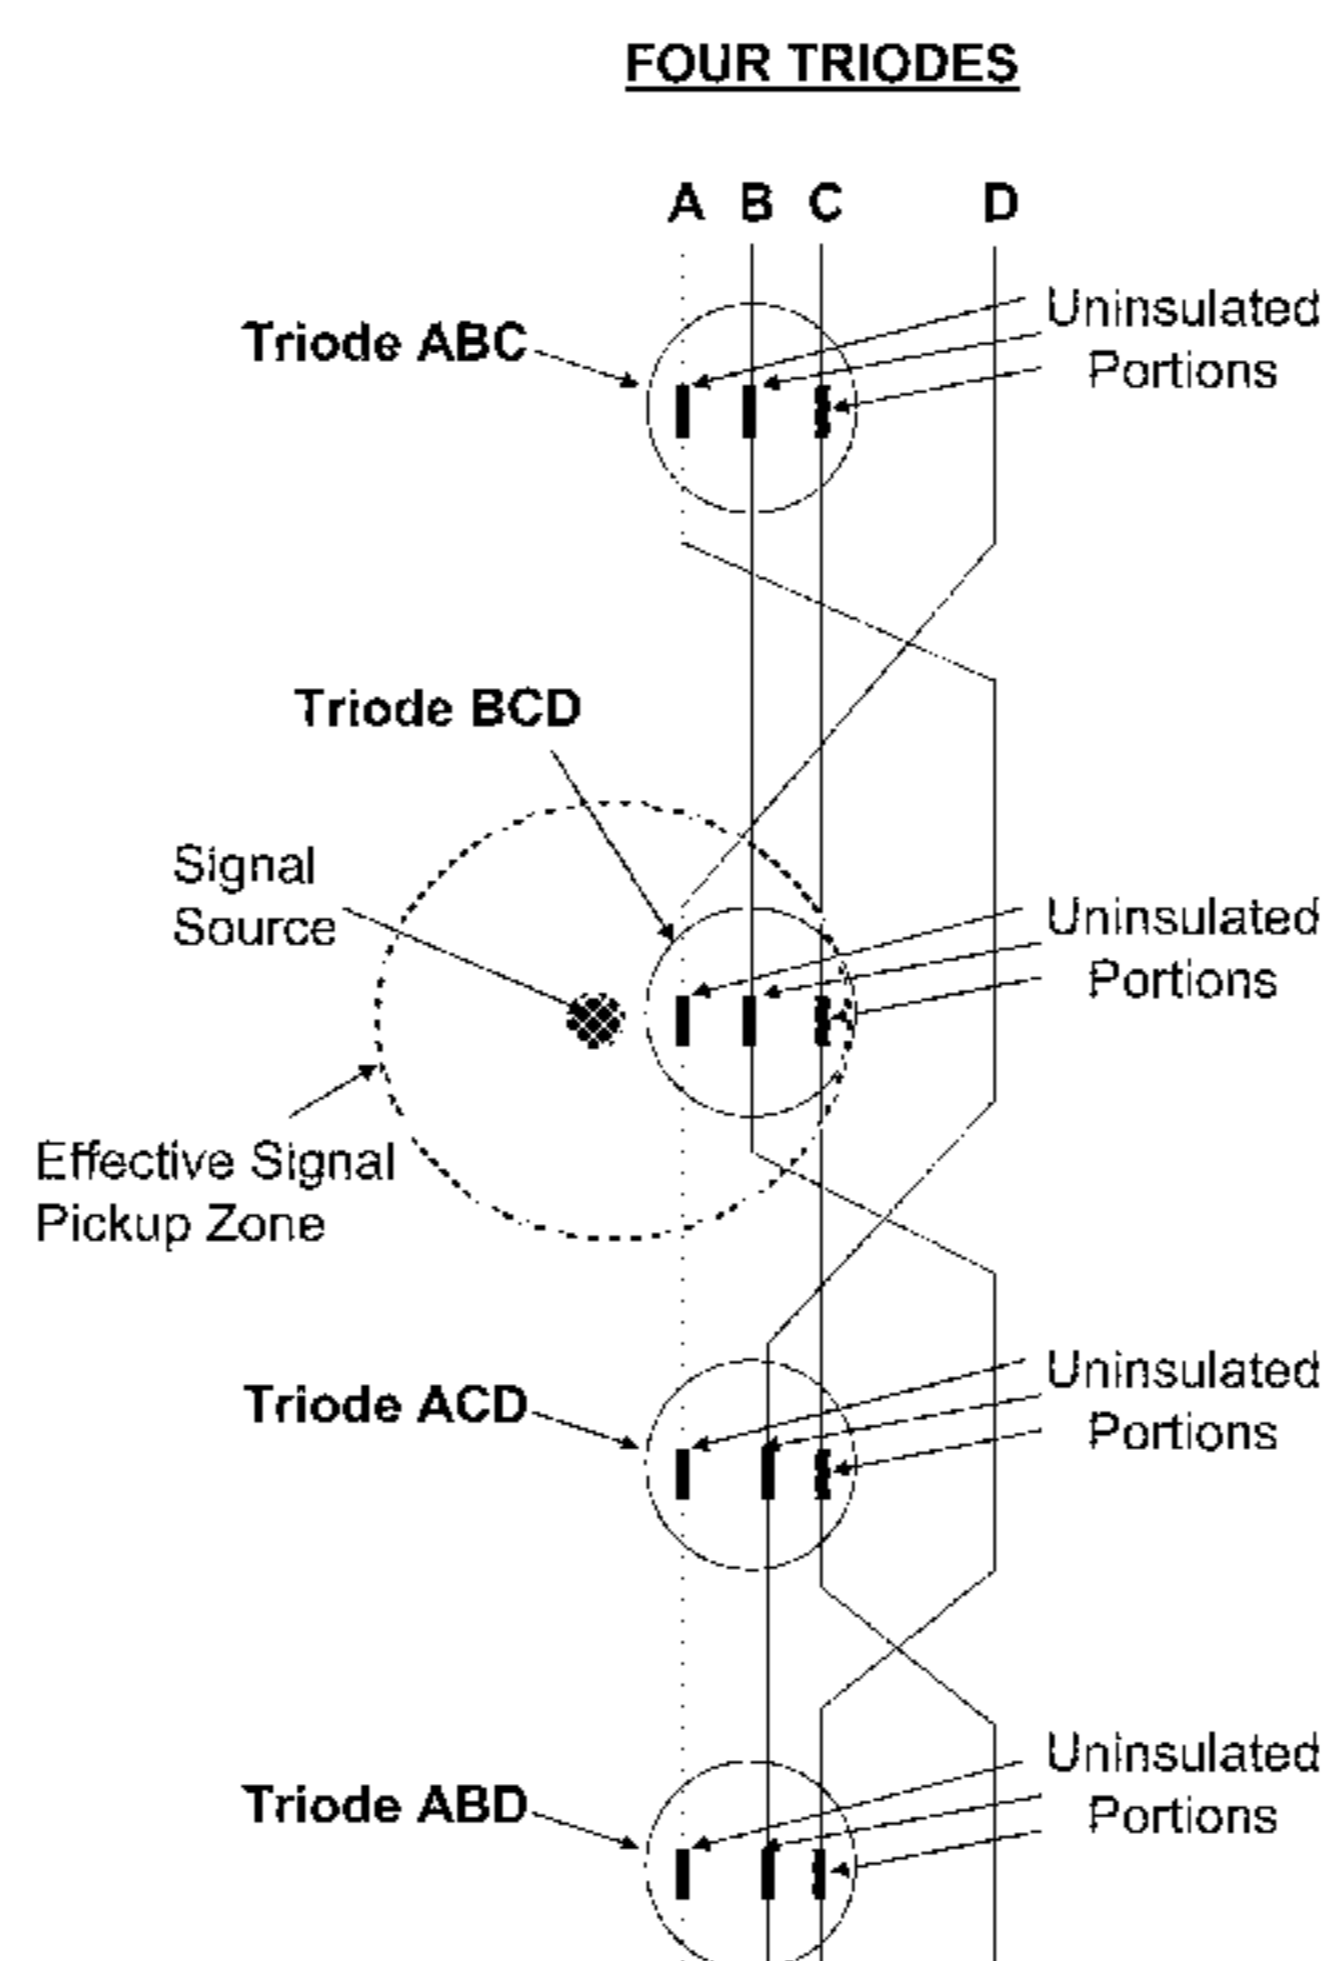 FOUR TRIODES
A B C D
Triode ABC
Uninsulated
Portions
Triode BCD
Signal
Source
Uninsulated
Portions
Effective Signal
Pickup Zone
Triode ACD
Uninsulated
Portions
Triode ABD
Uninsulated
Portions